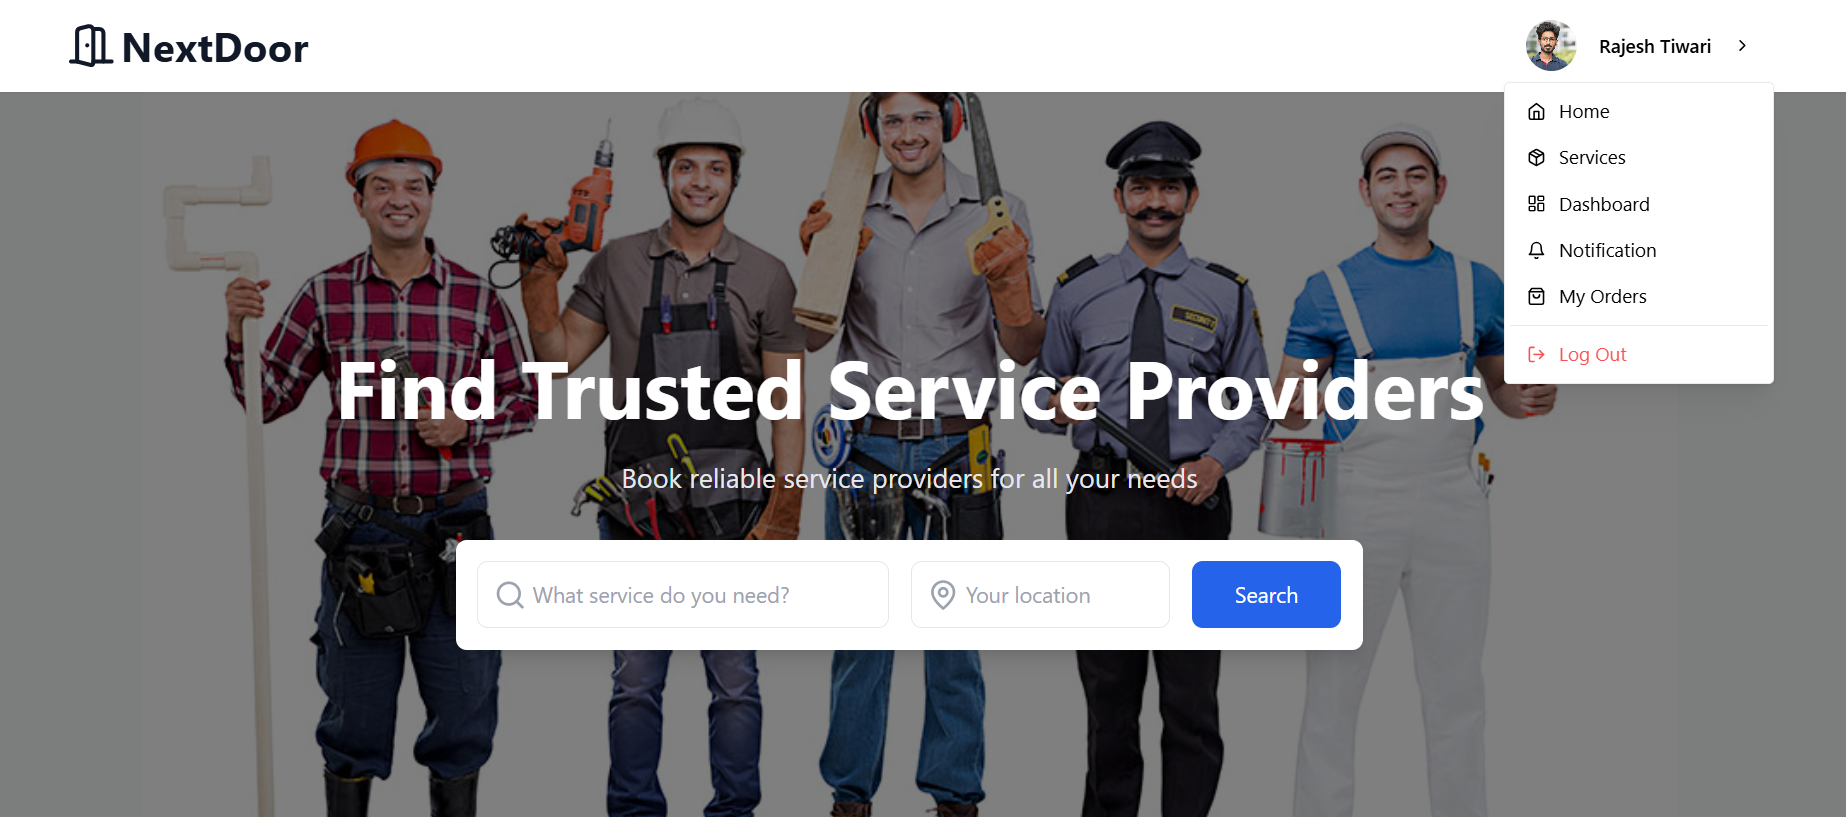 NextDoor
Rajesh Tiwari
Home
Services
Dashboard
Notification
My Orders
Log Out
SECURITY
Find Trusted Service Providers
Book reliable service providers for all your needs
What service do you need?
Your location
Search